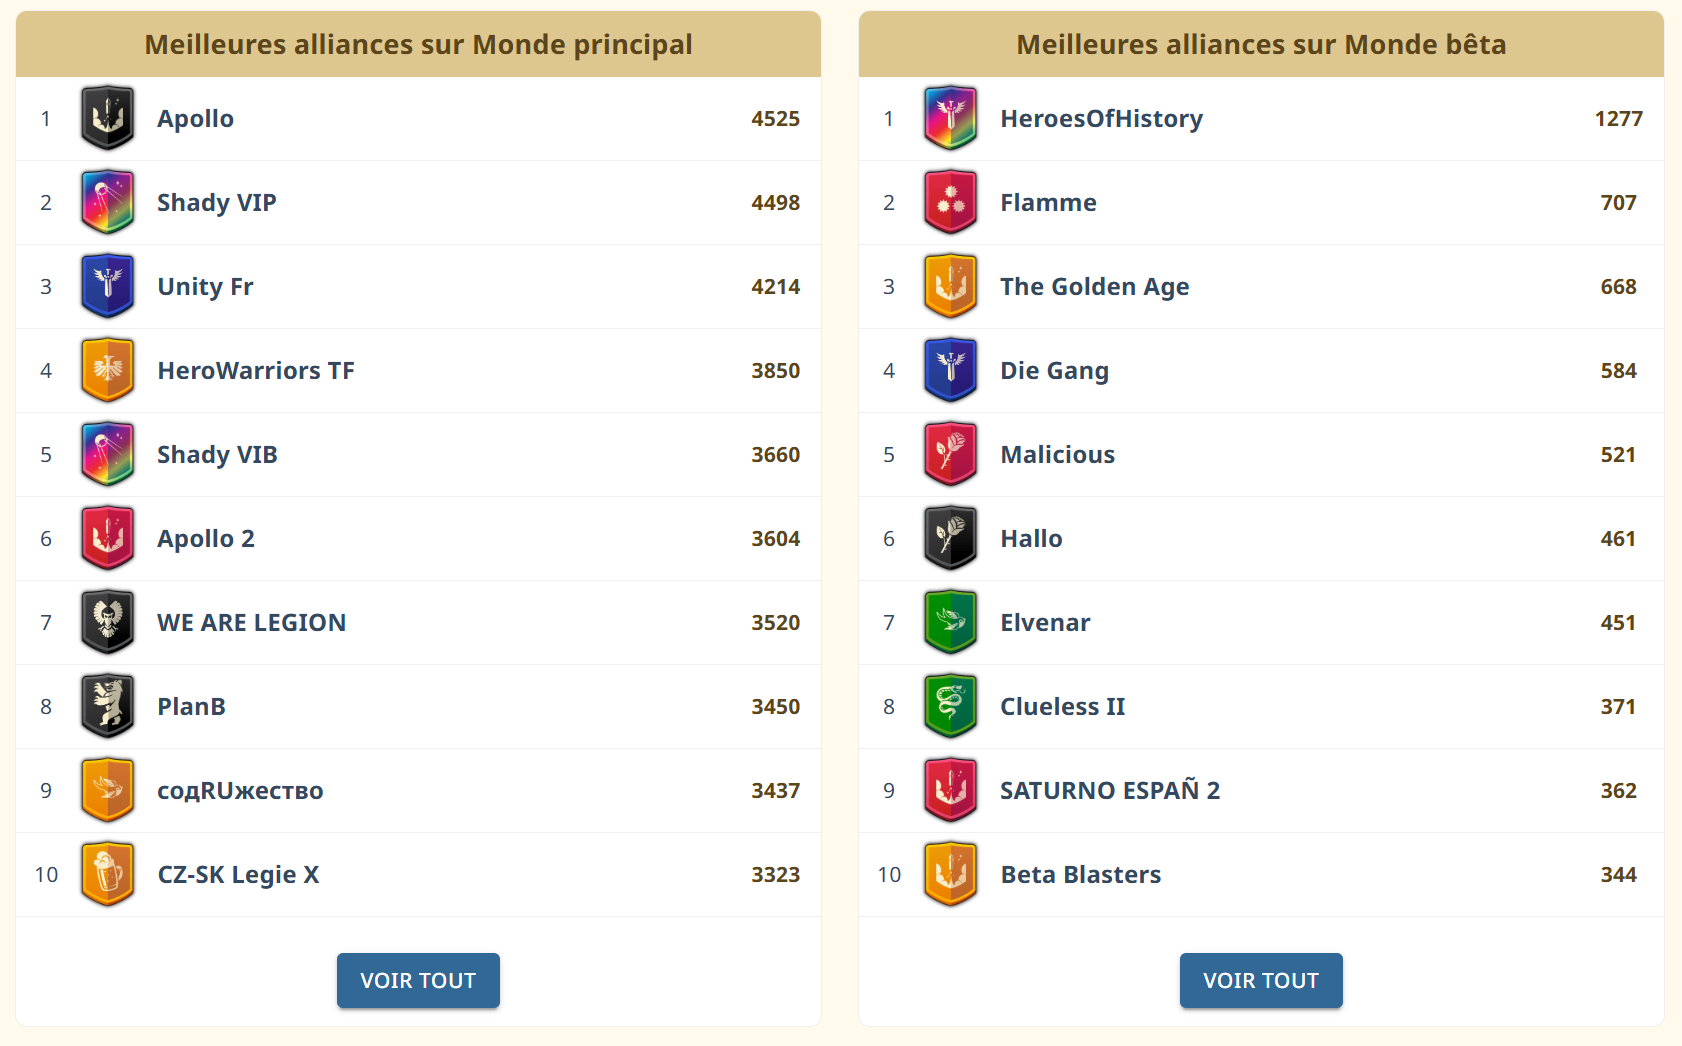 Meilleures alliances sur Monde principal
1 Apollo 4525
2 Shady VIP 4498
3 Unity Fr 4214
4 HeroWarriors TF 3850
5 Shady VIB 3660
6 Apollo 2 3604
7 WE ARE LEGION 3520
8 PlanB 3450
9 содRUжество 3437
10 CZ-SK Legie X 3323
VOIR TOUT
Meilleures alliances sur Monde bêta
1 HeroesOfHistory 1277
2 Flamme 707
3 The Golden Age 668
4 Die Gang 584
5 Malicious 521
6 Hallo 461
7 Elvenar 451
8 Clueless II 371
9 SATURNO ESPAÑ 2 362
10 Beta Blasters 344
VOIR TOUT